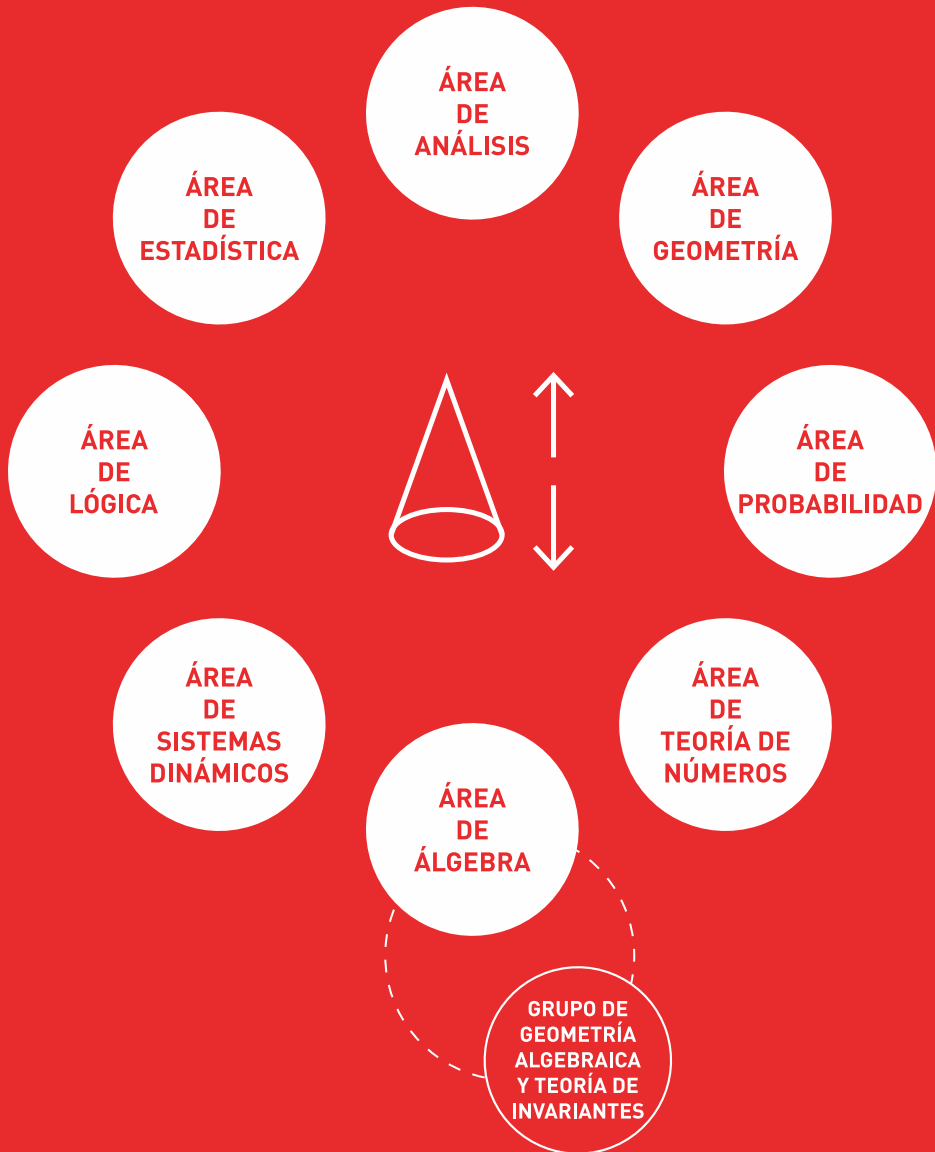 ÁREA
DE
ANÁLISIS
ÁREA
DE
ESTADÍSTICA
ÁREA
DE
GEOMETRÍA
ÁREA
DE
LÓGICA
ÁREA
DE
PROBABILIDAD
ÁREA
DE
SISTEMAS
DINÁMICOS
ÁREA
DE
TEORÍA DE
NÚMEROS
ÁREA
DE
ÁLGEBRA
GRUPO DE
GEOMETRÍA
ALGEBRAICA
Y TEORÍA DE
INVARIANTES